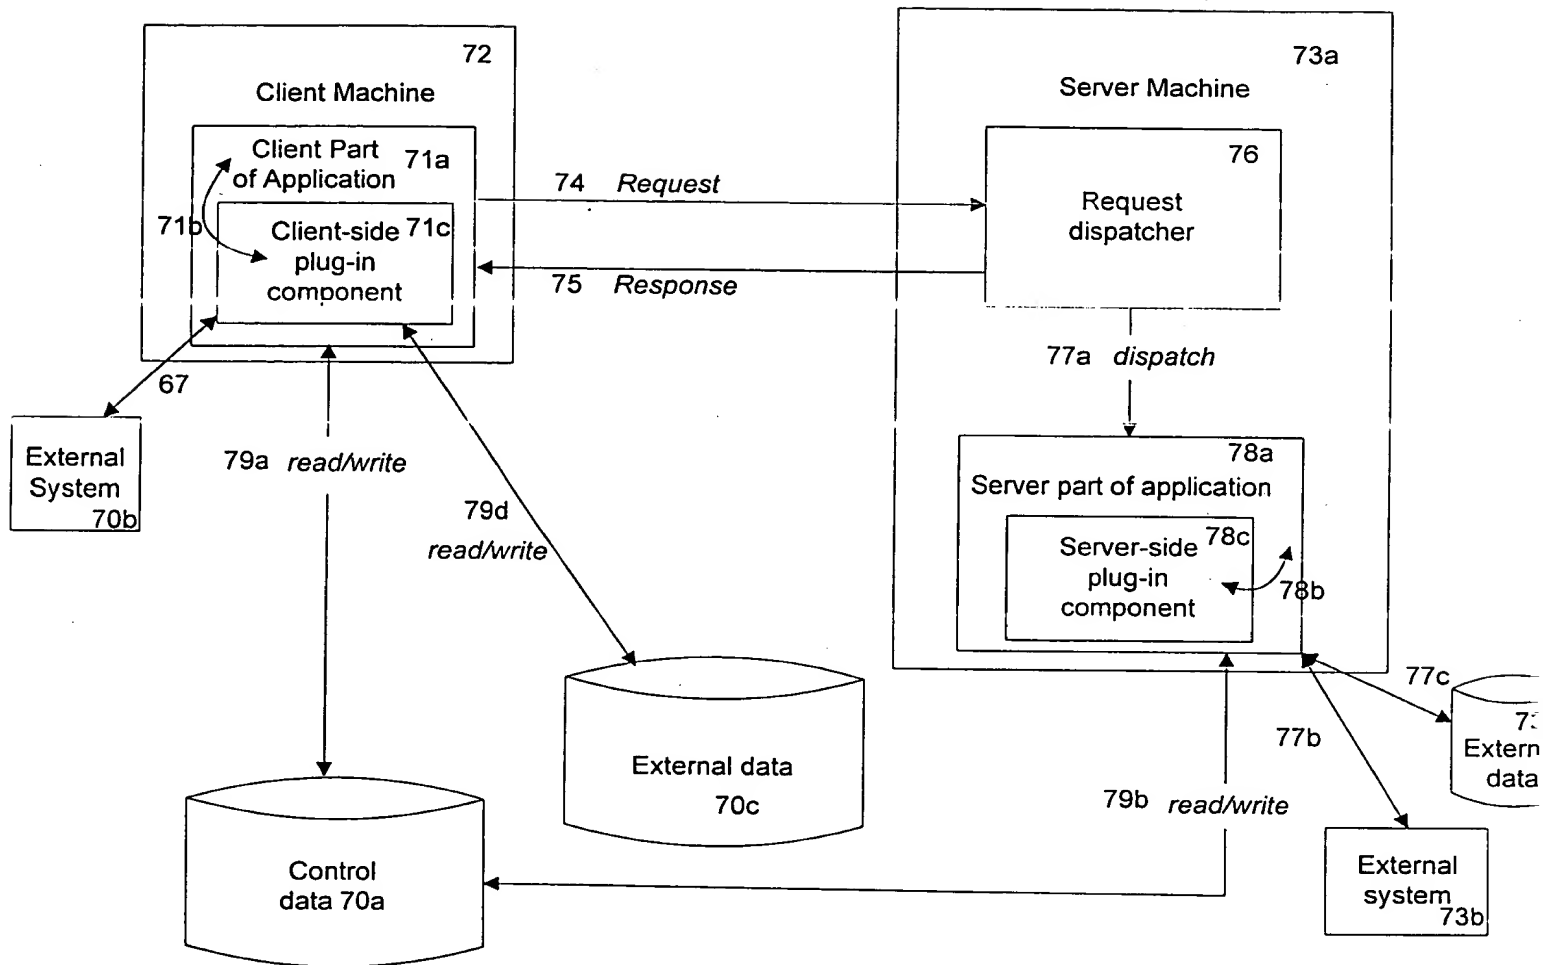 72
Client Machine
Client Part
of Application
71a
71b
Client-side
plug-in
component
71c
74 Request
75 Response
73a
Server Machine
76
Request
dispatcher
77a dispatch
78a
Server part of application
78c
Server-side
plug-in
component
78b
67
External
System
70b
79a read/write
79d
read/write
External data
70c
Control
data 70a
79b read/write
77b
77c
External
system
73b
data